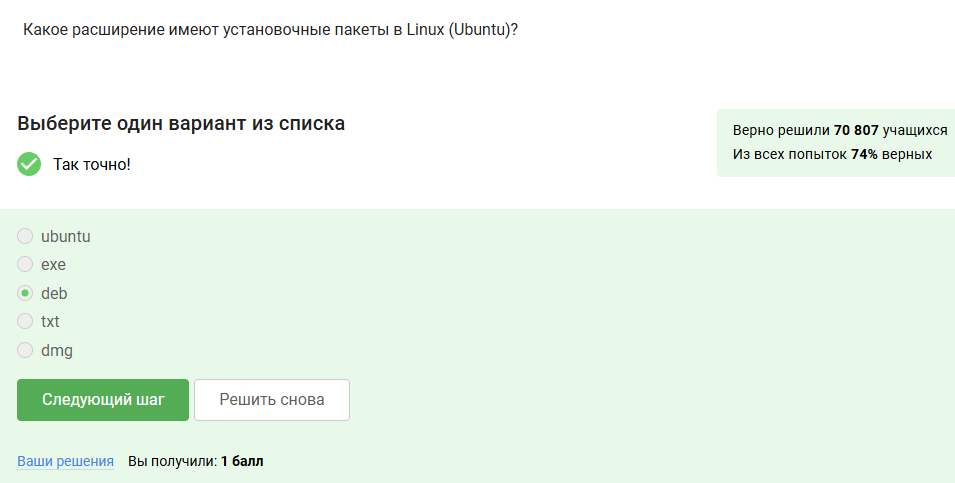 Какое расширение имеют установочные пакеты в Linux (Ubuntu)?
Выберите один вариант из списка
Верно решили 70 807 учащихся
Из всех попыток 74% верных
Так точно!
ubuntu
exe
deb
txt
dmg
Следующий шаг
Решить снова
Ваши решения Вы получили: 1 балл